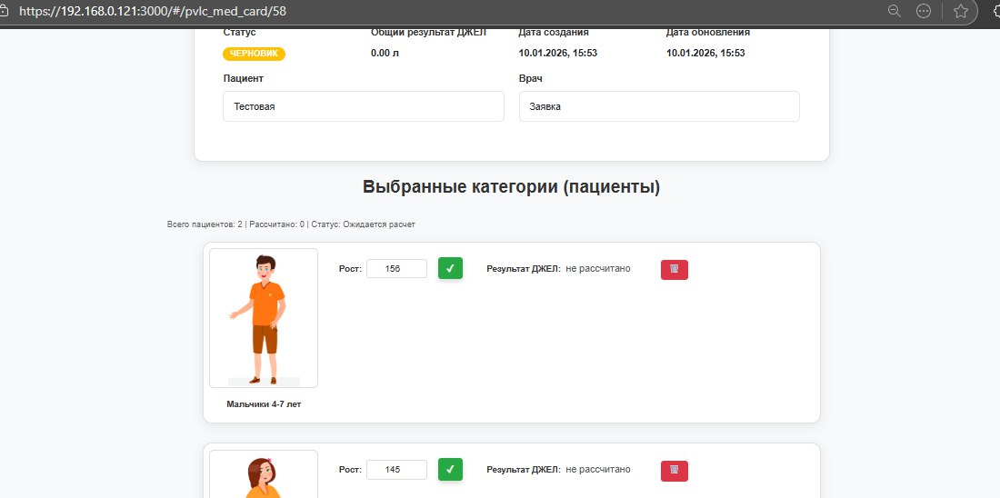 https://192.168.0.121:3000/#/pvlc_med_card/58
Статус Общий результат ДЖЕЛ Дата создания Дата обновления
ЧЕРНОВИК 0.00 л 10.01.2026, 15:53 10.01.2026, 15:53
Пациент Врач
Тестовая Заявка
Выбранные категории (пациенты)
Всего пациентов: 2 | Рассчитано: 0 | Статус: Ожидается расчет
Рост: 156 Результат ДЖЕЛ: не рассчитано
Мальчики 4-7 лет
Рост: 145 Результат ДЖЕЛ: не рассчитано